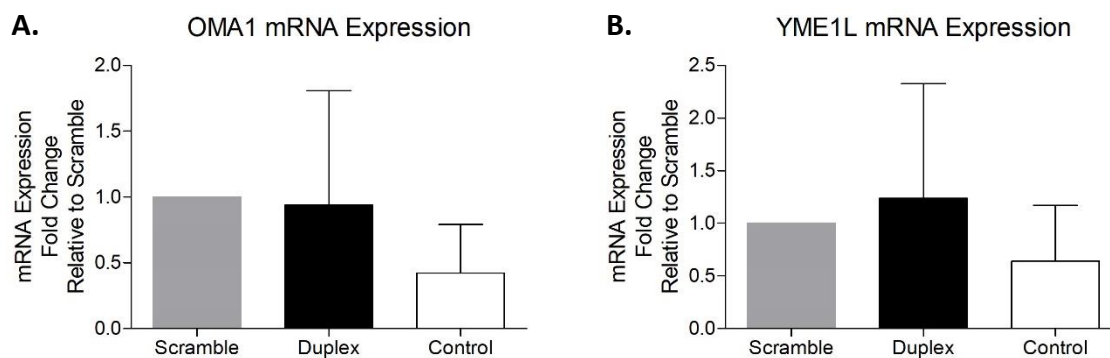 A.
OMA1 mRNA Expression
mRNA Expression
Fold Change
Relative to Scramble
2.0
1.5
1.0
0.5
0.0
Scramble Duplex Control
B.
YME1L mRNA Expression
mRNA Expression
Fold Change
Relative to Scramble
2.5
2.0
1.5
1.0
0.5
0.0
Scramble Duplex Control